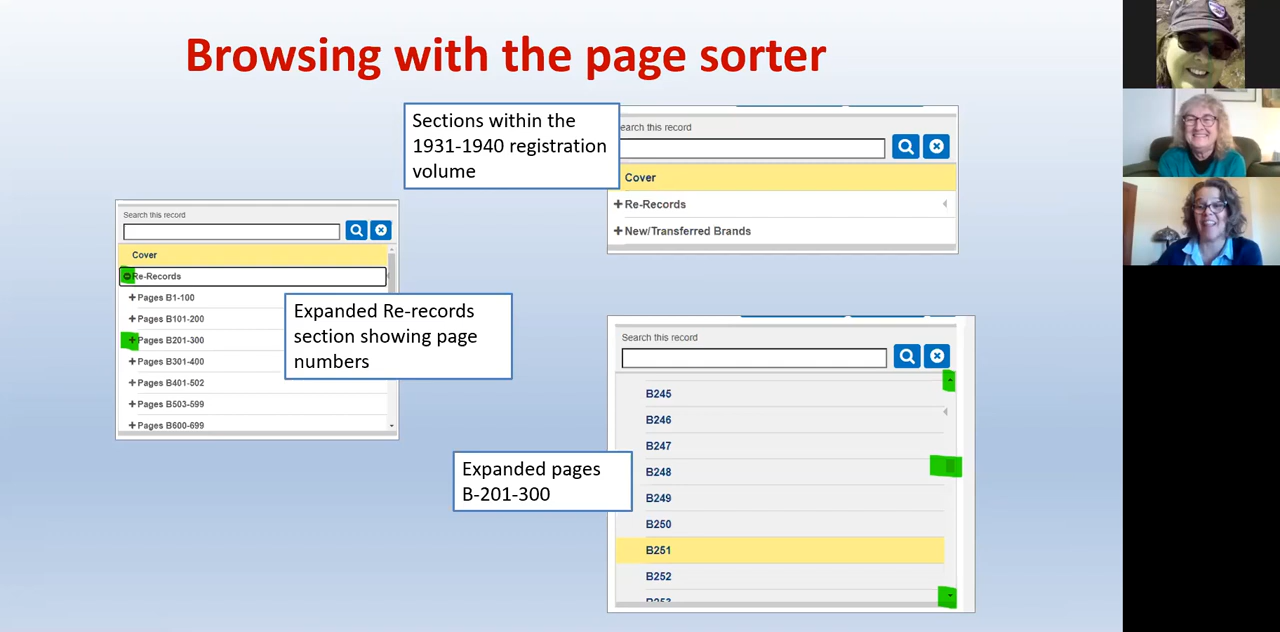 Browsing with the page sorter
Sections within the
1931-1940 registration
volume
earch this record
Cover
Re-Records
New/Transferred Brands
Search this record
Cover
Re-Records
Pages B1-100
Pages B101-200
Pages B201-300
Pages B301-400
Pages B401-502
Pages B503-599
Pages B600-699
Expanded Re-records
section showing page
numbers
Search this record
B245
B246
B247
B248
B249
B250
B251
B252
B253
Expanded pages
B-201-300